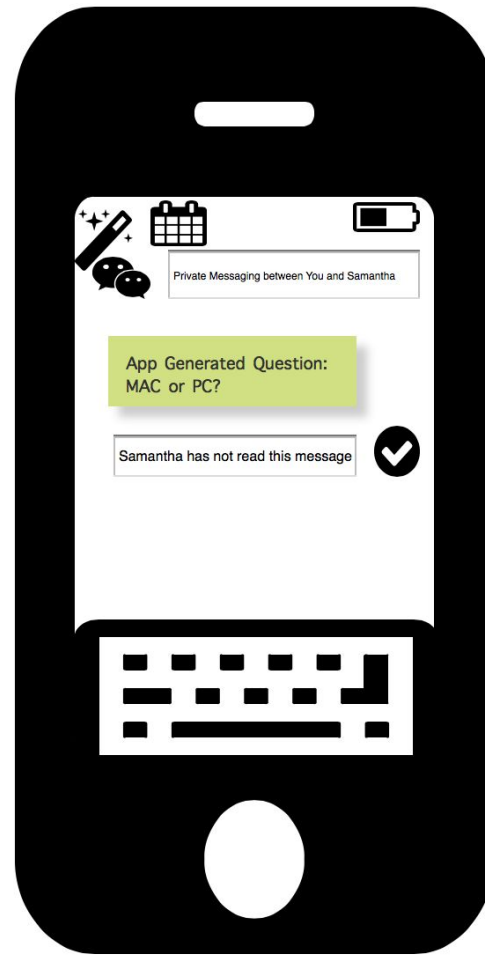 Private Messaging between You and Samantha
App Generated Question:
MAC or PC?
Samantha has not read this message